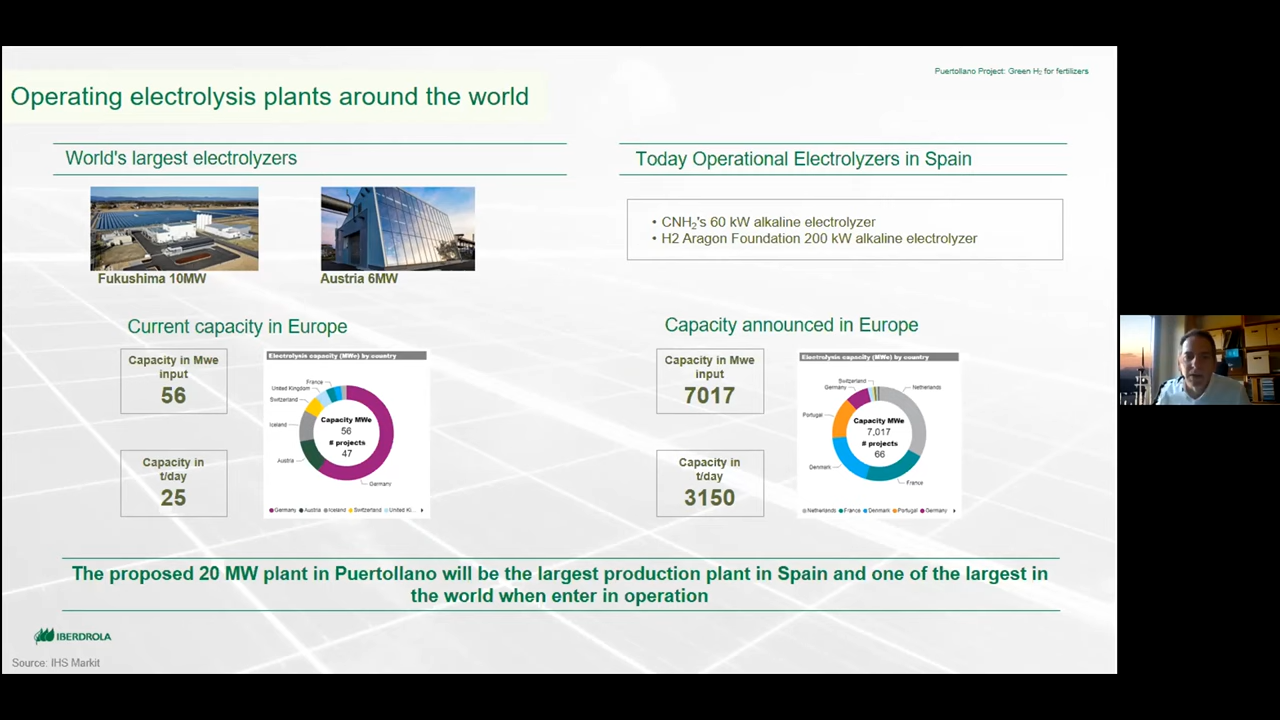 Puertollano Project: Green H2 for fertilizers
Operating electrolysis plants around the world
World's largest electrolyzers
Fukushima 10MW
Austria 6MW
Today Operational Electrolyzers in Spain
• CNH2's 60 kW alkaline electrolyzer
• H2 Aragon Foundation 200 kW alkaline electrolyzer
Current capacity in Europe
Capacity in Mwe
input
56
Capacity in
t/day
25
Electrolysis capacity (MWe) by country
France
United Kingdom
Switzerland
Iceland
Austria
Germany
Capacity MWe
56
# projects
47
Germany Austria Iceland Switzerland United Ki...
Capacity announced in Europe
Capacity in Mwe
input
7017
Capacity in
t/day
3150
Electrolysis capacity (MWe) by country
Switzerland
Germany
Netherlands
Portugal
Denmark
France
Capacity MWe
7,017
# projects
66
Netherlands France Denmark Portugal Germany
The proposed 20 MW plant in Puertollano will be the largest production plant in Spain and one of the largest in
the world when enter in operation
IBERDROLA
Source: IHS Markit